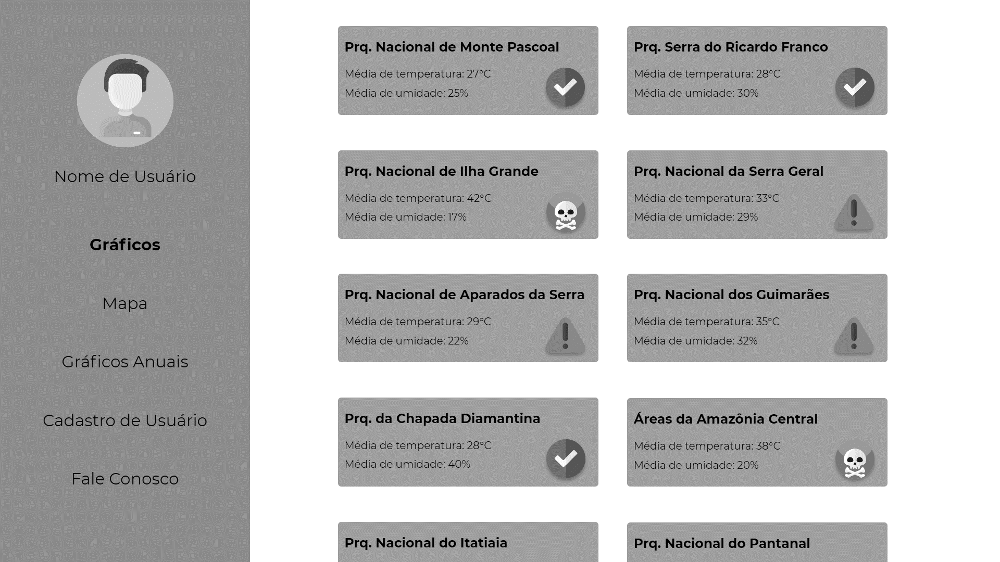 Nome de Usuário
Gráficos
Mapa
Gráficos Anuais
Cadastro de Usuário
Fale Conosco
Prq. Nacional de Monte Pascoal
Média de temperatura: 27°C
Média de umidade: 25%
Prq. Serra do Ricardo Franco
Média de temperatura: 28°C
Média de umidade: 30%
Prq. Nacional de Ilha Grande
Média de temperatura: 42°C
Média de umidade: 17%
Prq. Nacional da Serra Geral
Média de temperatura: 33°C
Média de umidade: 29%
Prq. Nacional de Aparados da Serra
Média de temperatura: 29°C
Média de umidade: 22%
Prq. Nacional dos Guimarães
Média de temperatura: 35°C
Média de umidade: 32%
Prq. da Chapada Diamantina
Média de temperatura: 28°C
Média de umidade: 40%
Áreas da Amazônia Central
Média de temperatura: 38°C
Média de umidade: 20%
Prq. Nacional do Itatiaia
Prq. Nacional do Pantanal